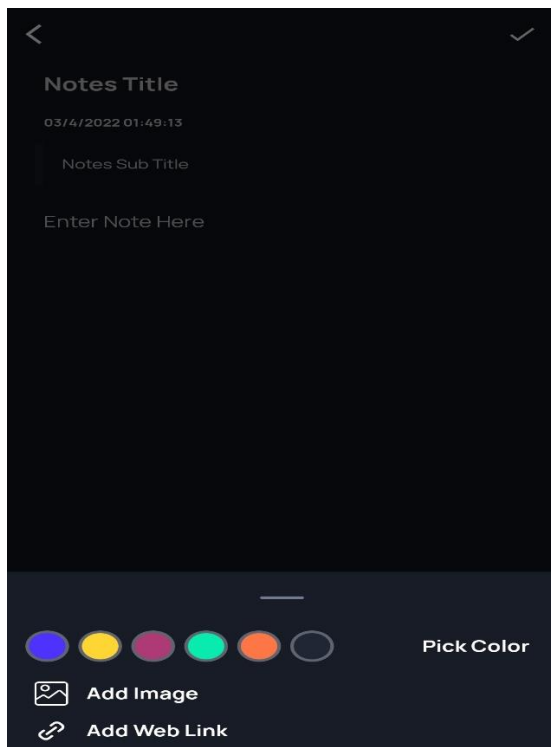 Notes Title
03/4/2022 01:49:13
Notes Sub Title
Enter Note Here
Pick Color
Add Image
Add Web Link